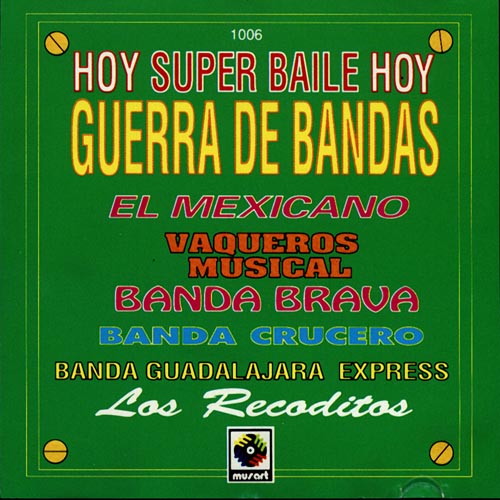 1006
HOY SUPER BAILE HOY
GUERRA DE BANDAS
EL MEXICANO
VAQUEROS
MUSICAL
BANDA BRAVA
BANDA CRUCERO
BANDA GUADALAJARA EXPRESS
Los Recoditos
musart